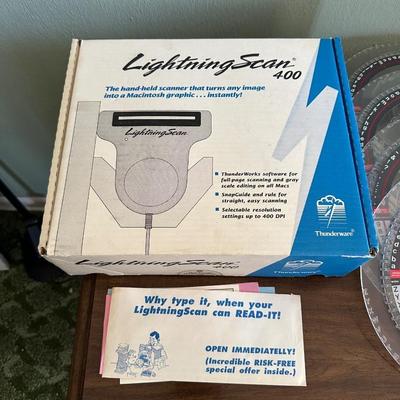 LightningScan®
400
The hand-held scanner that turns any image
into a Macintosh graphic . . . instantly!
LightningScan
■ ThunderWorks software for
full-page scanning and gray
scale editing on all Macs
■ SnapGuide and rule for
straight, easy scanning
■ Selectable resolution
settings up to 400 DPI
Thunderware®
LightningScan
400
Why type it, when your
LightningScan can READ-IT!
OPEN IMMEDIATELY!
(Incredible RISK-FREE
special offer inside.)